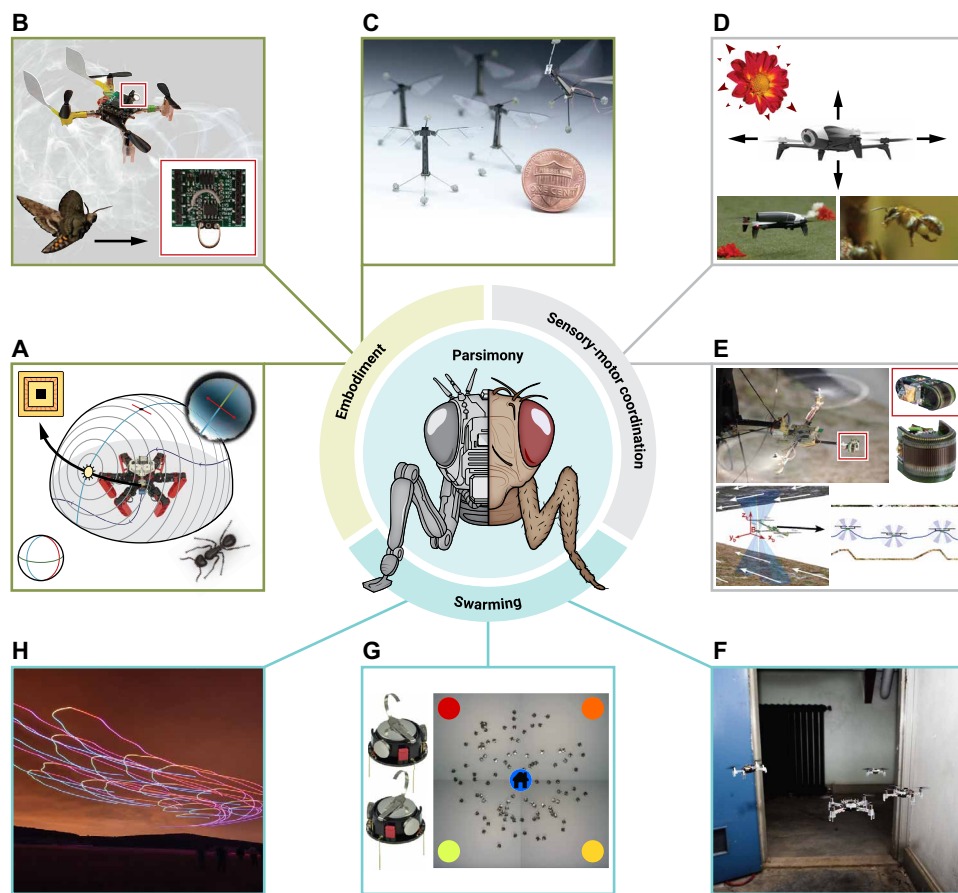 B
C
D
A
E
Embodiment
Parsimony
Sensory-motor
coordination
Swarming
H
G
F